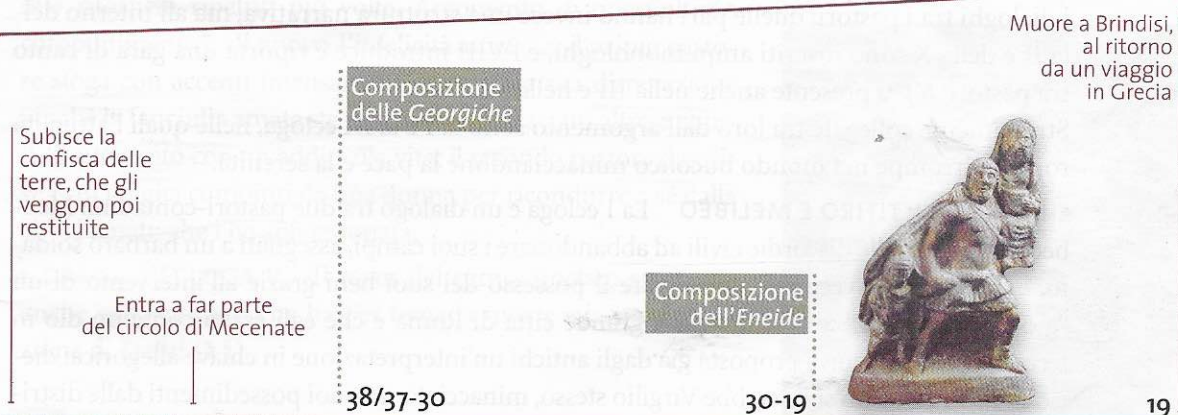 Muore a Brindisi,
al ritorno
da un viaggio
in Grecia
Composizione
delle Georgiche
Subisce la
confisca delle
terre, che gli
vengono poi
restituite
Composizione
dell'Eneide
Entra a far parte
del circolo di Mecenate
38/37-30
30-19
19